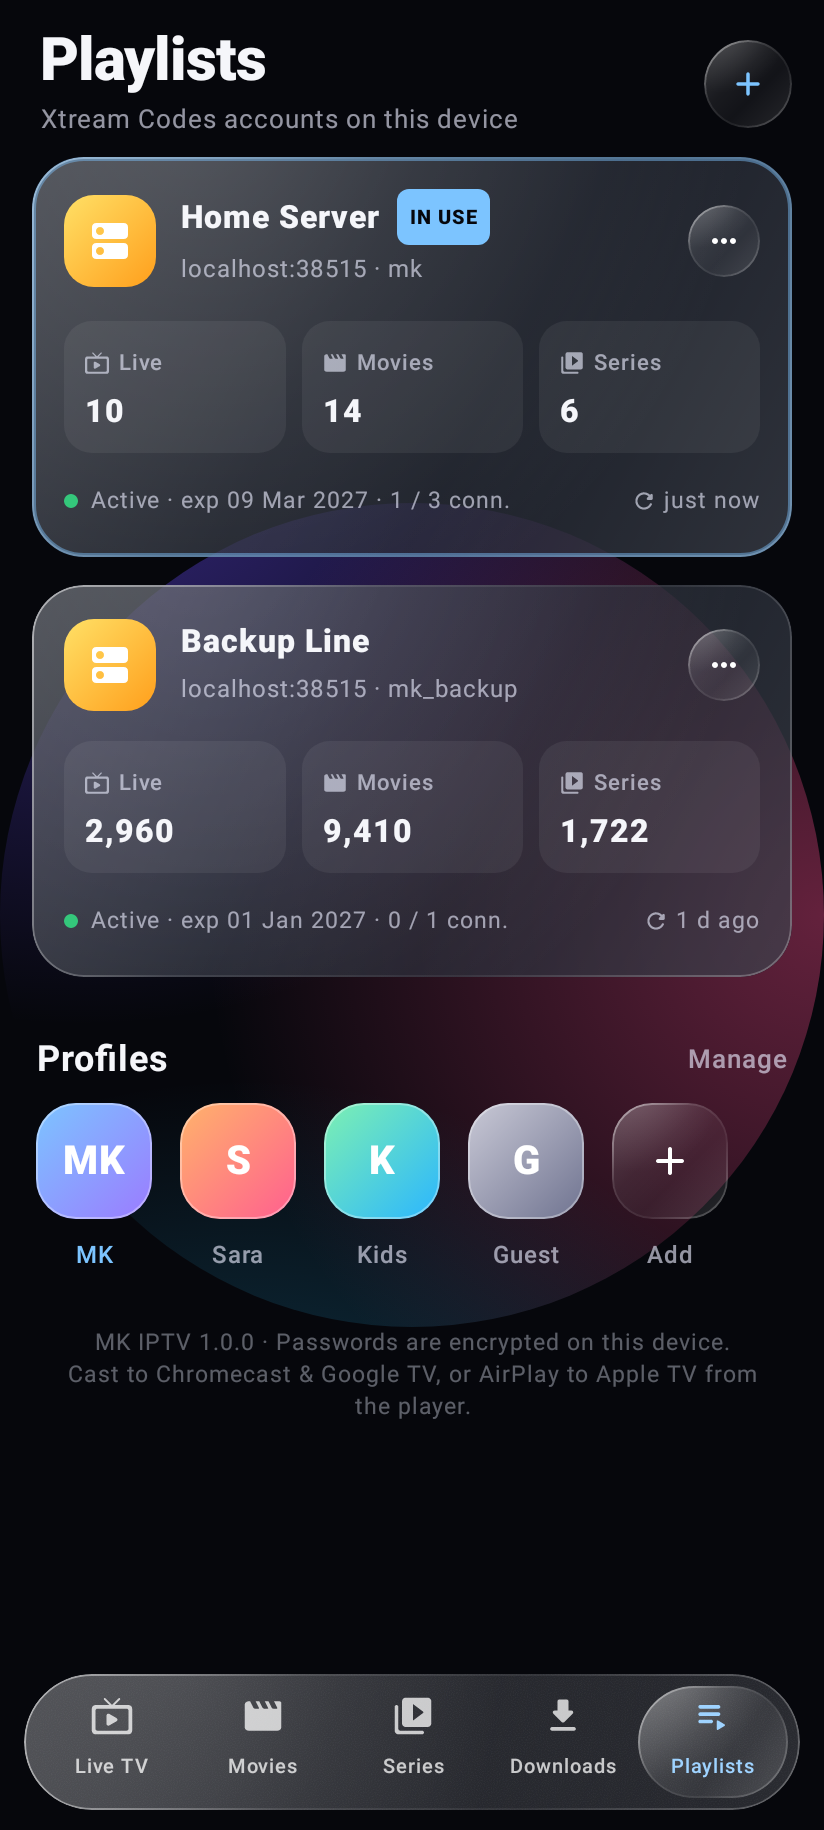 Playlists
Xtream Codes accounts on this device
Home Server IN USE
localhost:38515 · mk
Live Movies Series
10 14 6
Active · exp 09 Mar 2027 · 1 / 3 conn. just now
Backup Line
localhost:38515 · mk_backup
Live Movies Series
2,960 9,410 1,722
Active · exp 01 Jan 2027 · 0 / 1 conn. 1 d ago
Profiles Manage
MK S K G
MK Sara Kids Guest Add
MK IPTV 1.0.0 · Passwords are encrypted on this device.
Cast to Chromecast & Google TV, or AirPlay to Apple TV from
the player.
Live TV Movies Series Downloads Playlists